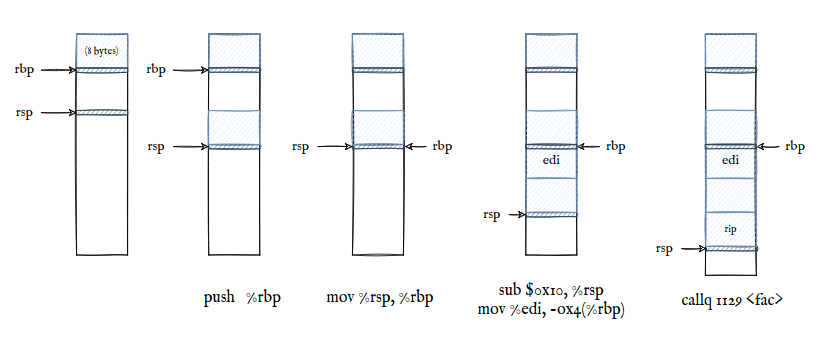 (8 bytes)
rbp
rsp
rbp
rsp
rsp
rbp
edi
rbp
rsp
edi
rbp
rip
rsp
push %rbp
mov %rsp, %rbp
sub $0x10, %rsp
mov %edi, -0x4(%rbp)
callq 1129 <fac>